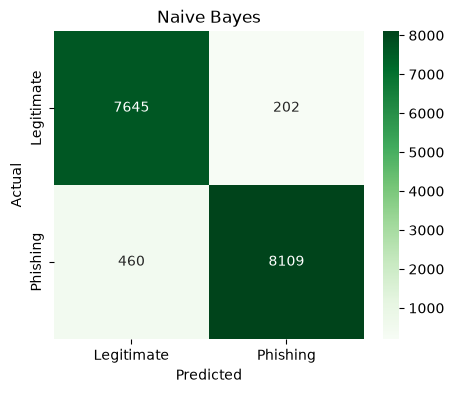 Naive Bayes
Actual
Legitimate
7645
202
Phishing
460
8109
Legitimate
Phishing
Predicted
8000
7000
6000
5000
4000
3000
2000
1000